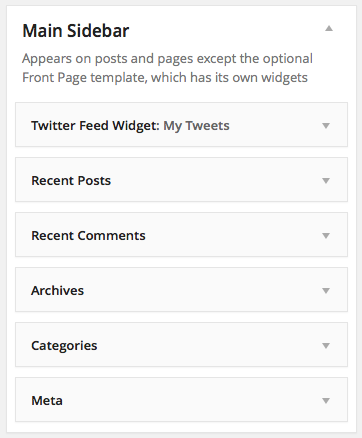 Main Sidebar
Appears on posts and pages except the optional
Front Page template, which has its own widgets
Twitter Feed Widget: My Tweets
Recent Posts
Recent Comments
Archives
Categories
Meta